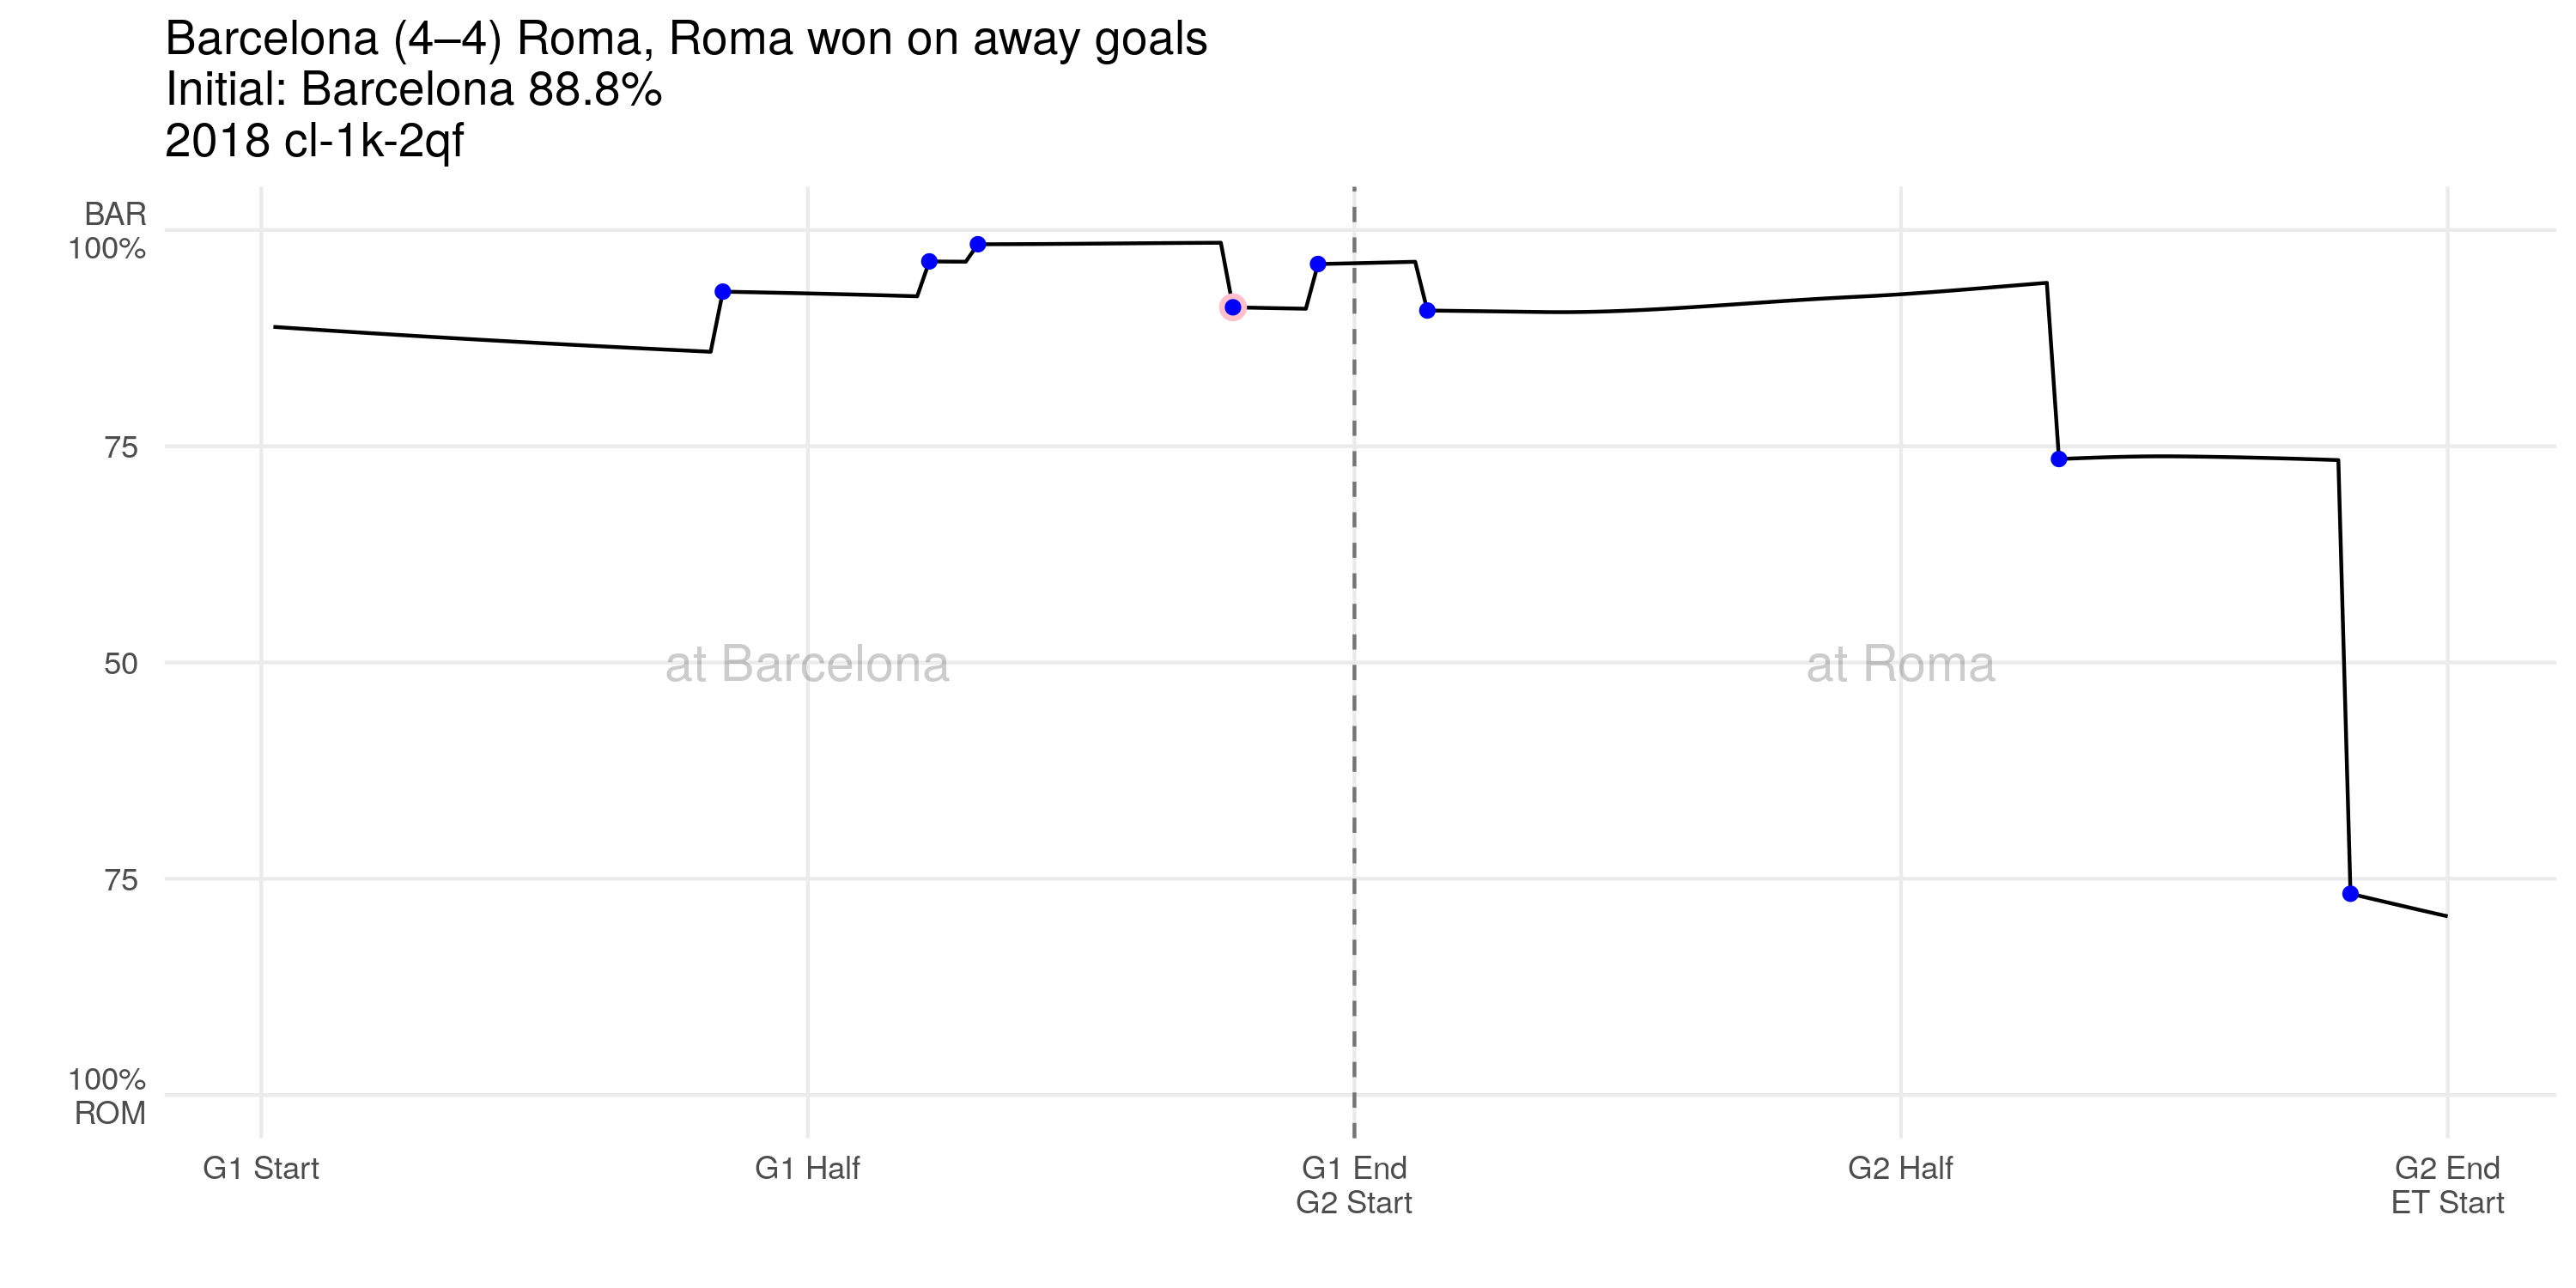 Barcelona (4–4) Roma, Roma won on away goals
Initial: Barcelona 88.8%
2018 cl-1k-2qf
BAR
100%
75
50
75
100%
ROM
at Barcelona
at Roma
G1 Start
G1 Half
G1 End
G2 Start
G2 Half
G2 End
ET Start